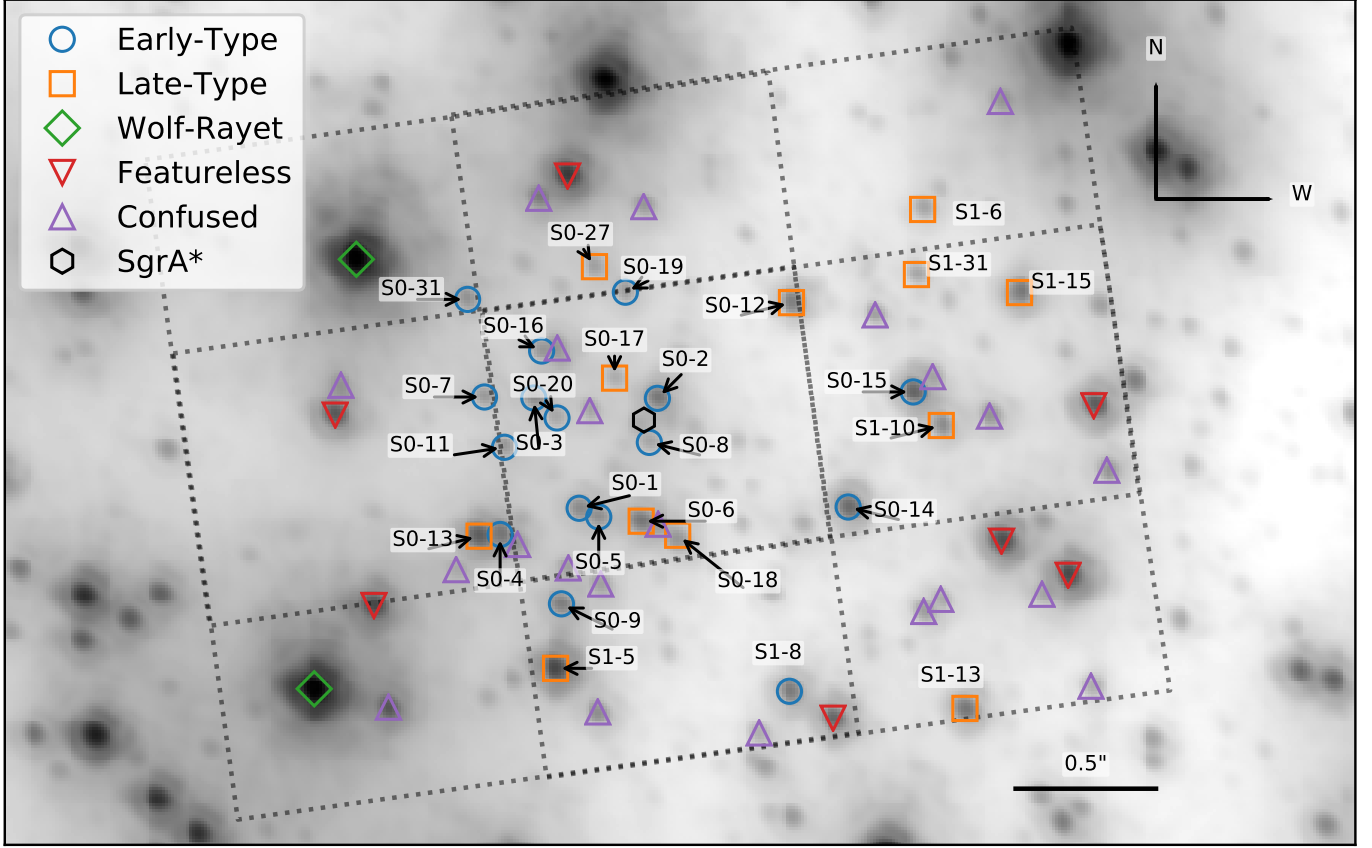 Early-Type
Late-Type
Wolf-Rayet
Featureless
Confused
SgrA*
N
W
S1-6
S0-27
S1-31
S0-19
S1-15
S0-31
S0-12
S0-16
S0-17
S0-2
S0-15
S0-7
S0-20
S1-10
S0-11
S0-3
S0-8
S0-1
S0-6
S0-14
S0-13
S0-5
S0-4
S0-18
S0-9
S1-5
S1-8
S1-13
0.5"